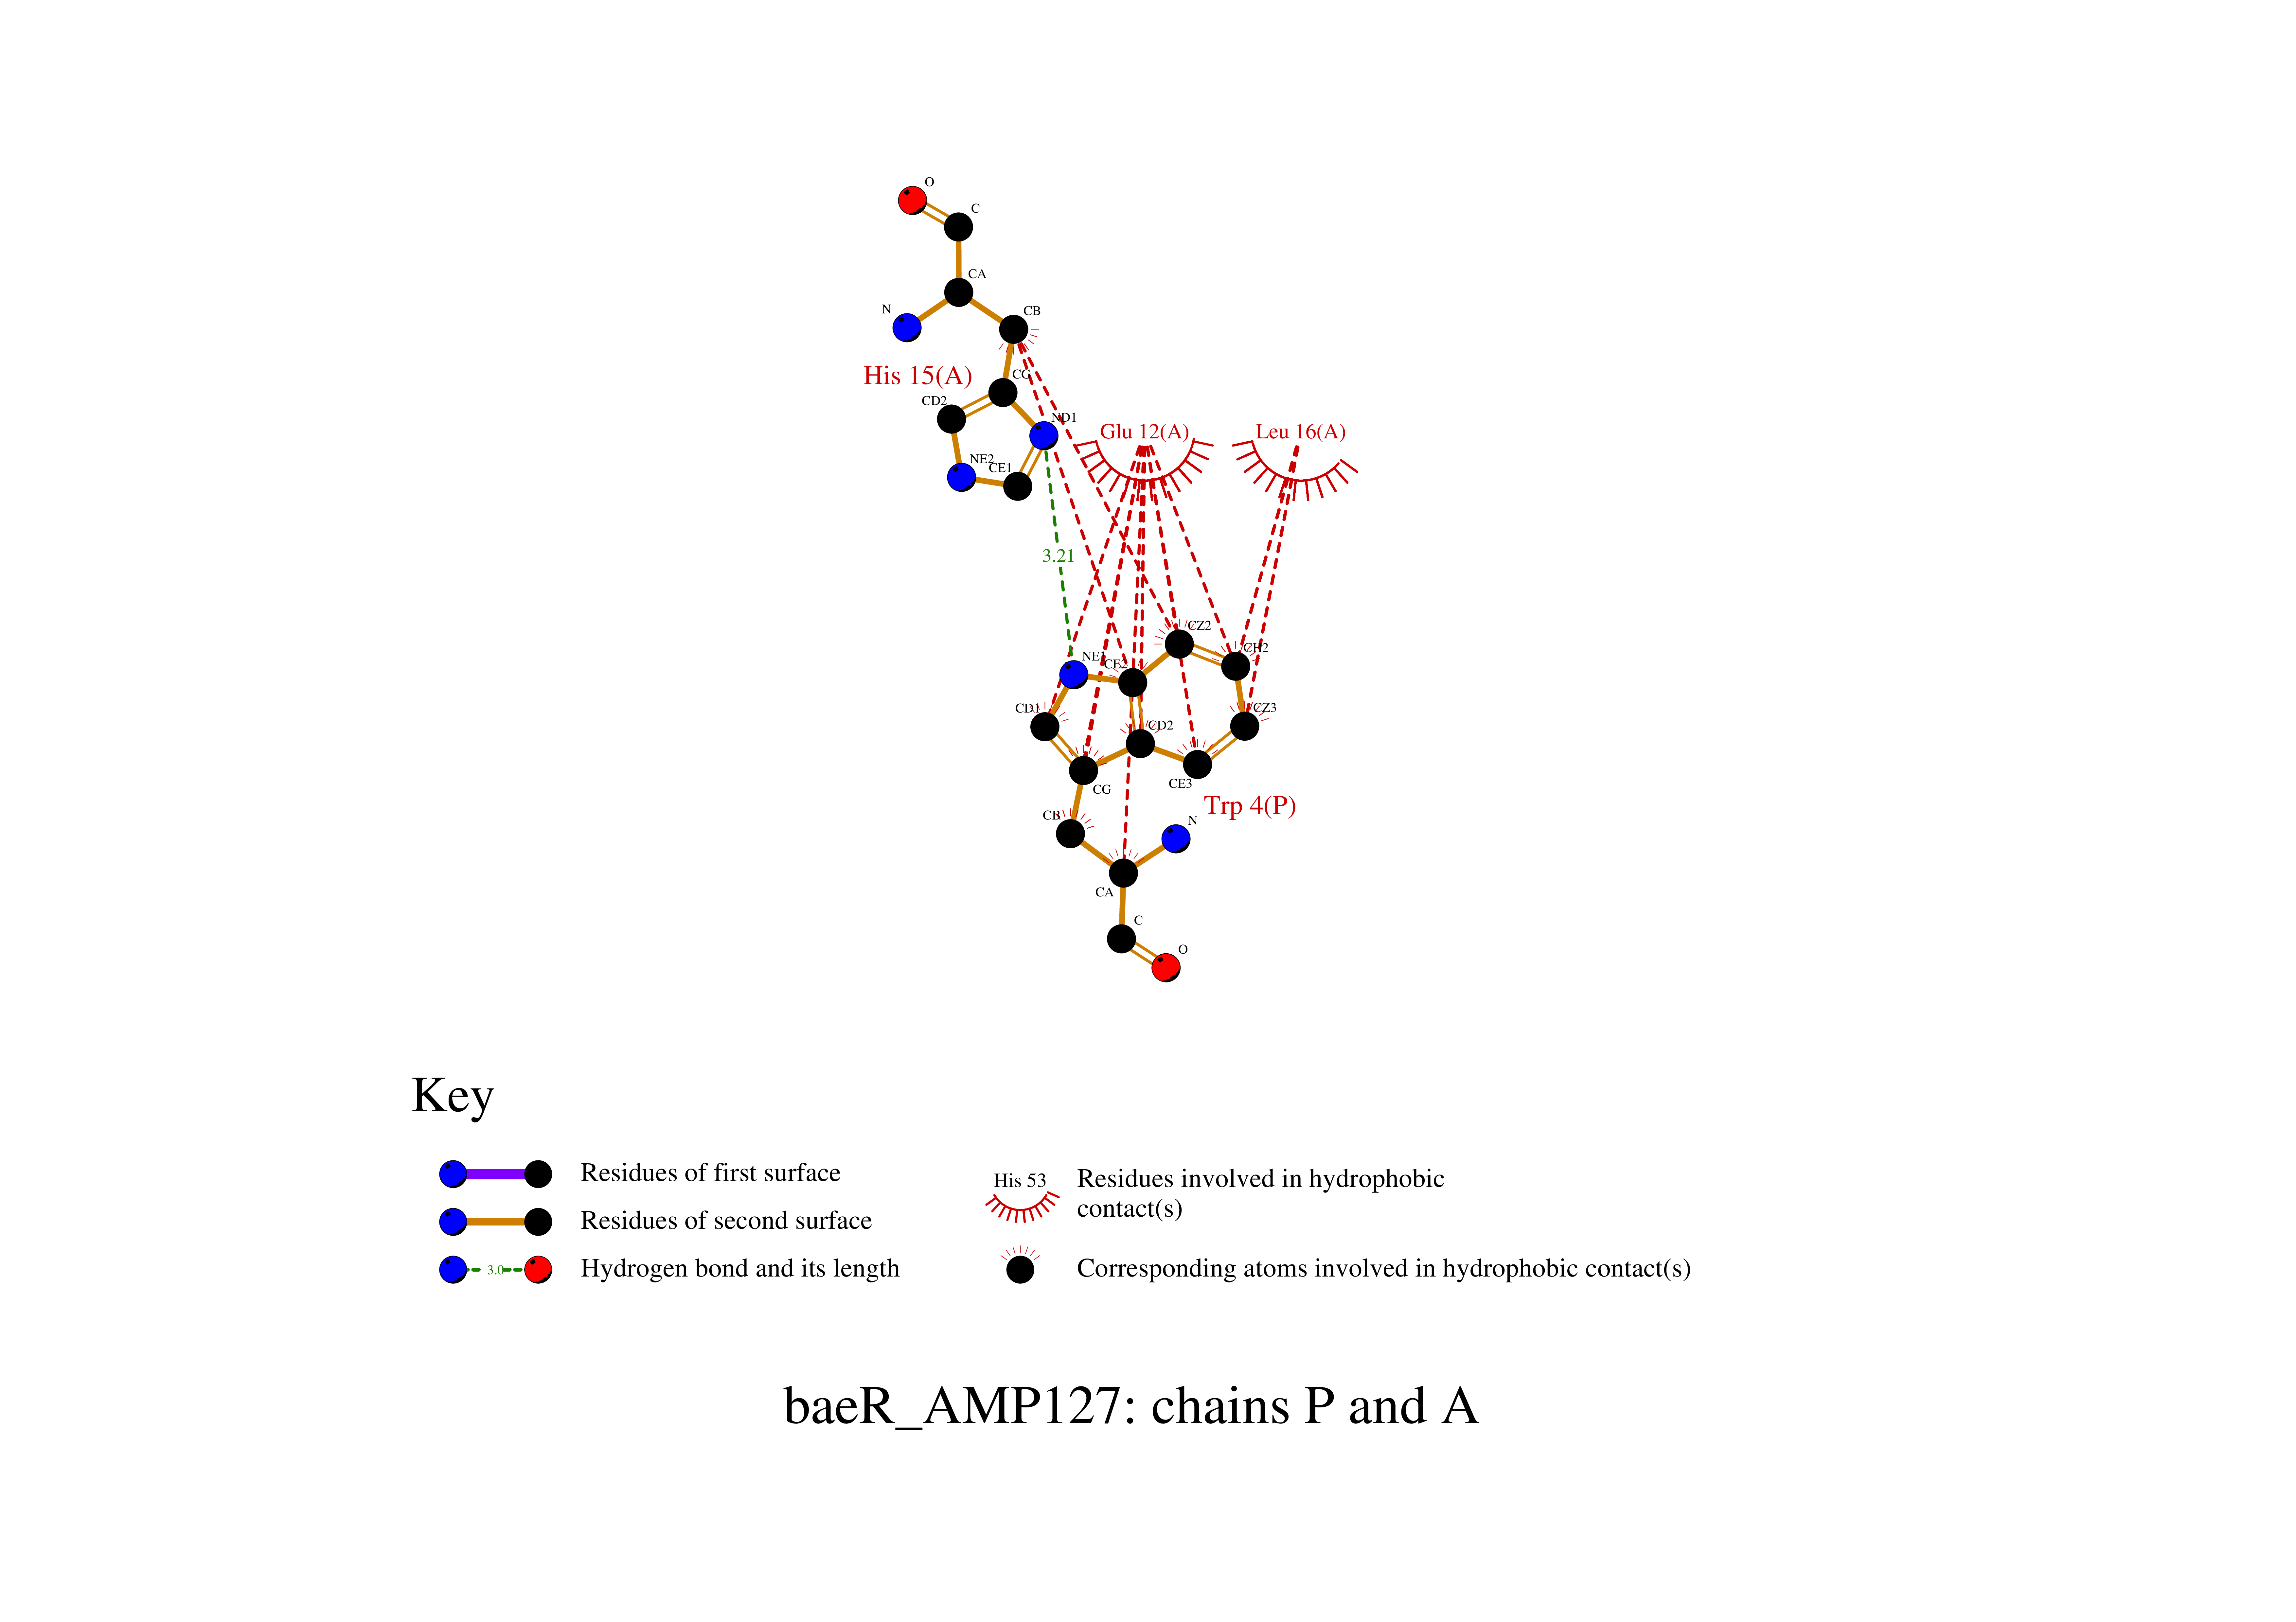 O
C
CA
N
CB
His 15(A)
CG
CD2
ND1
NE2
CE1
Glu 12(A)
Leu 16(A)
3.21
CZ2
CH2
NE1
CE2
CD1
CZ3
CD2
CE3
CG
Trp 4(P)
CB
N
CA
C
O
Key
Residues of first surface
Residues of second surface
3.0
Hydrogen bond and its length
His 53
Residues involved in hydrophobic
contact(s)
Corresponding atoms involved in hydrophobic contact(s)
baeR_AMP127: chains P and A